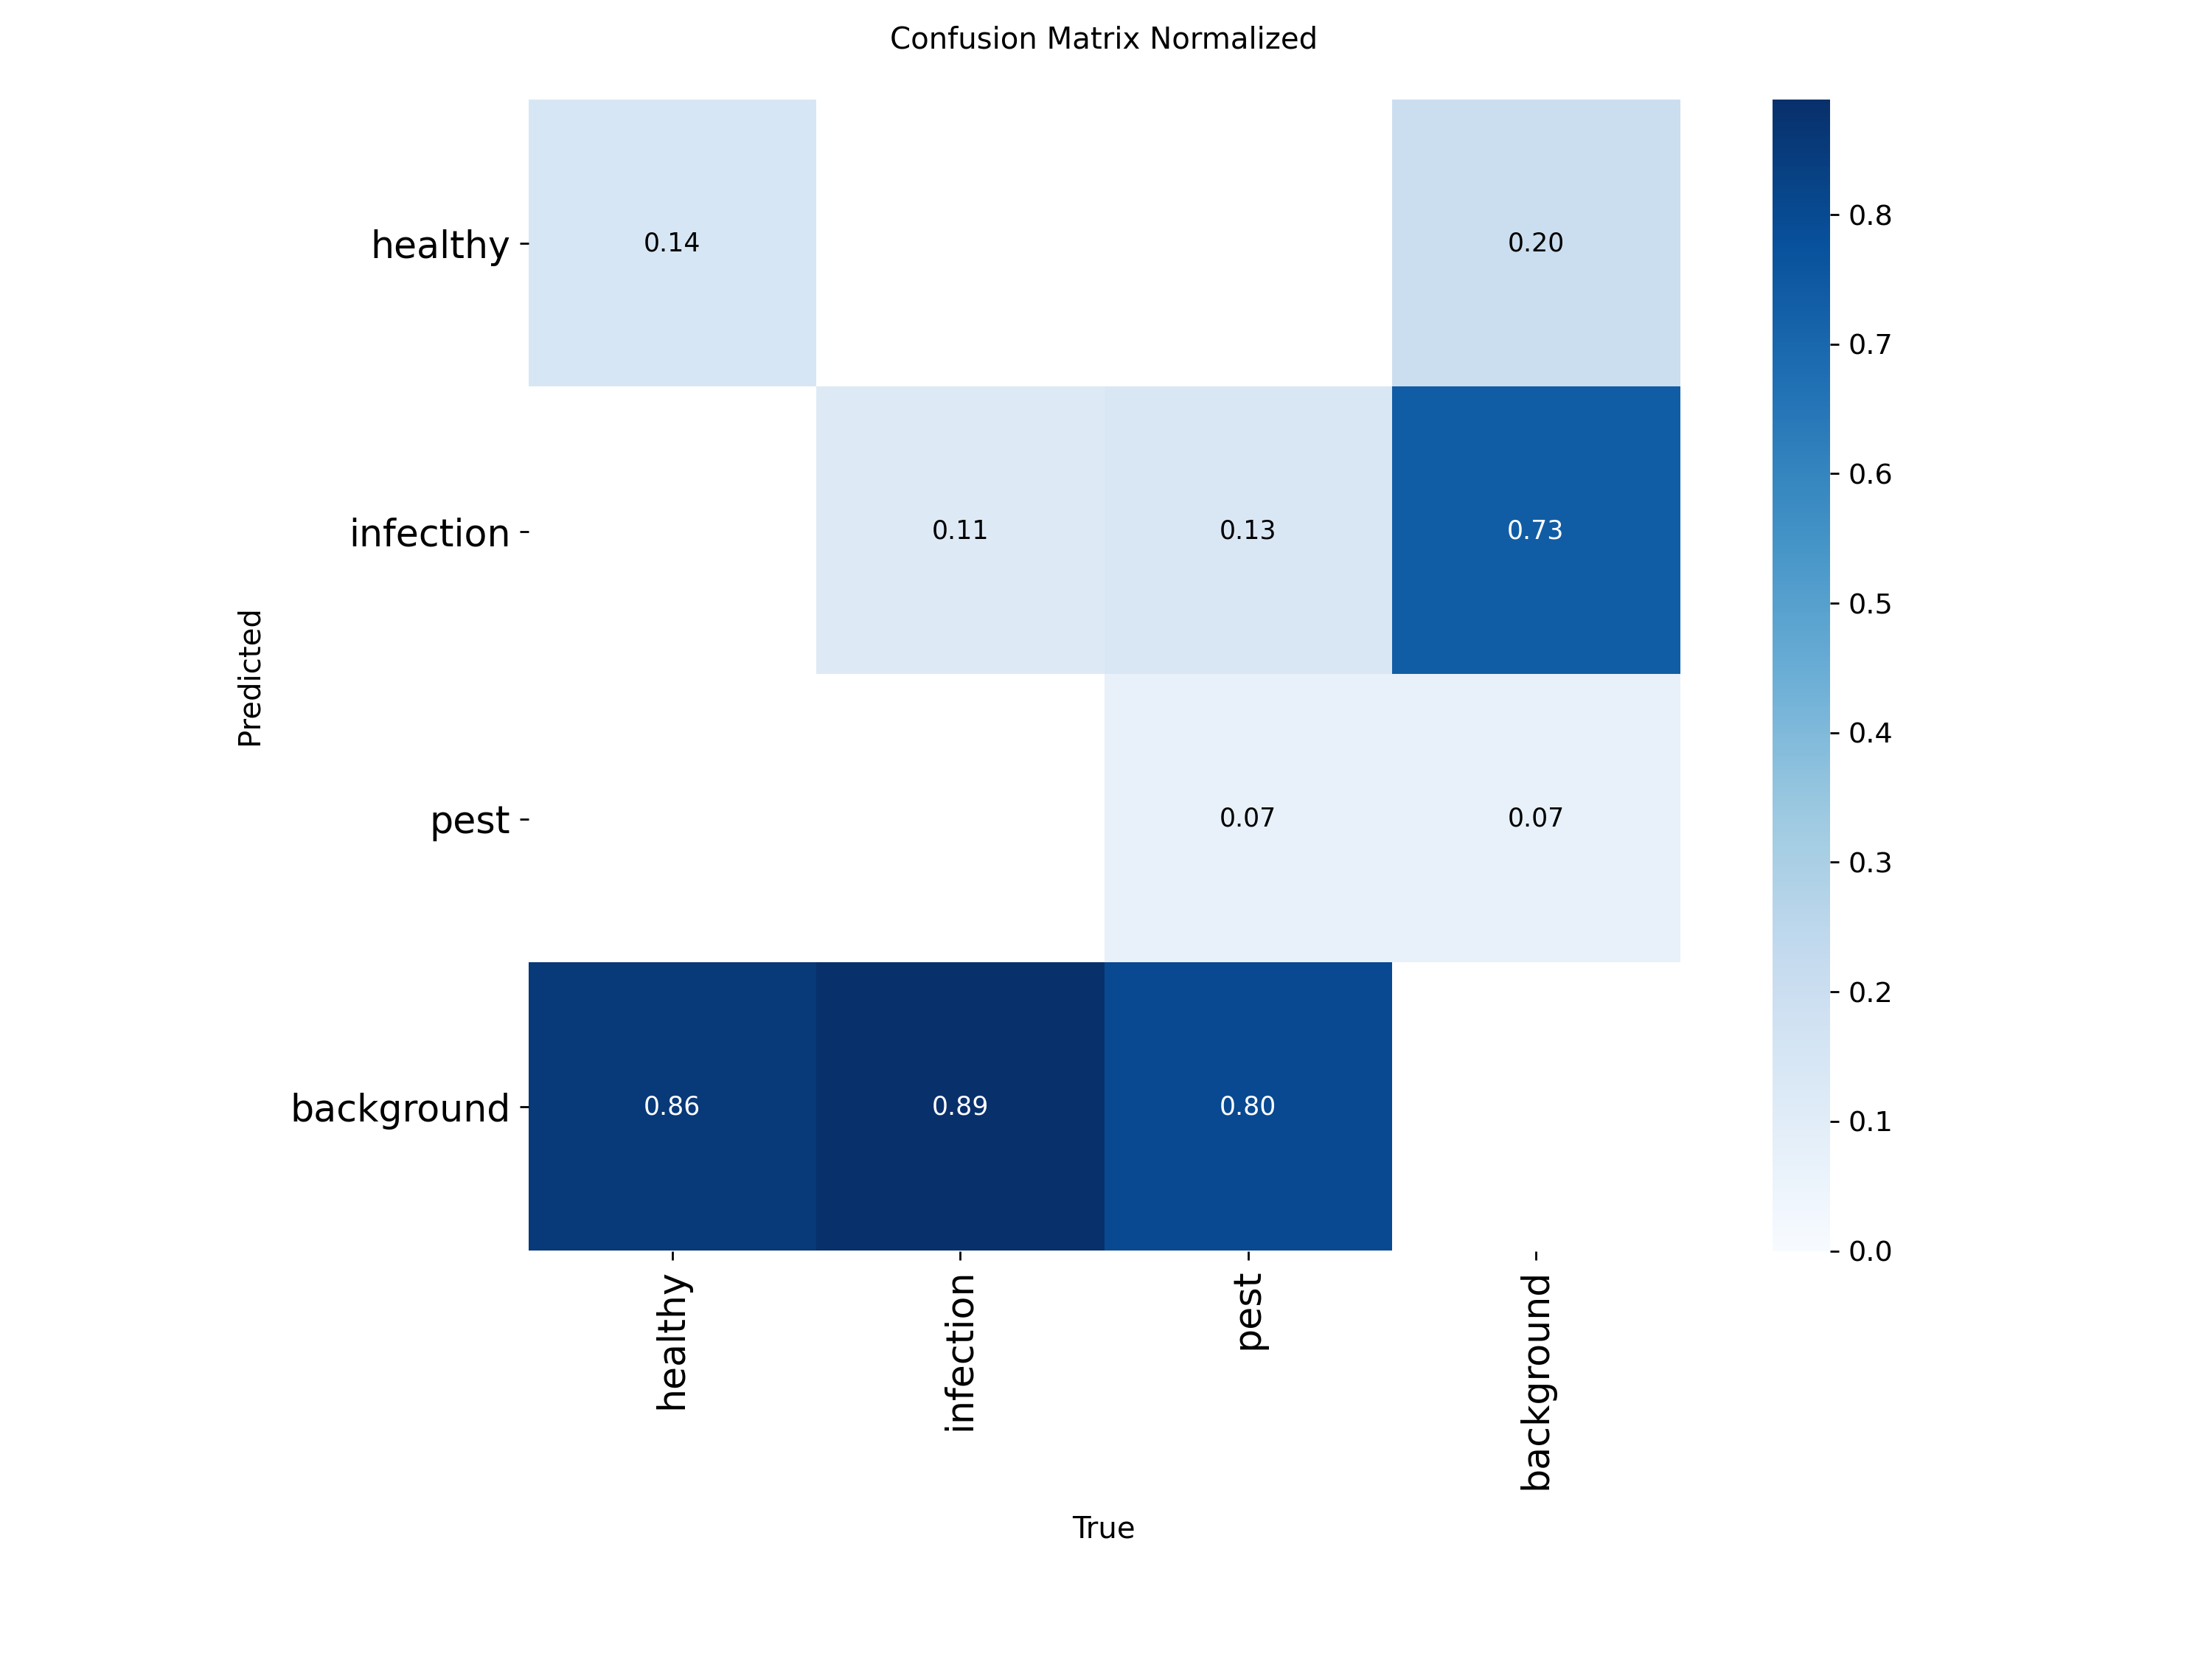 Confusion Matrix Normalized
healthy
0.14
0.20
infection
0.11
0.13
0.73
pest
0.07
0.07
background
0.86
0.89
0.80
healthy
infection
pest
background
Predicted
True
0.8
0.7
0.6
0.5
0.4
0.3
0.2
0.1
0.0